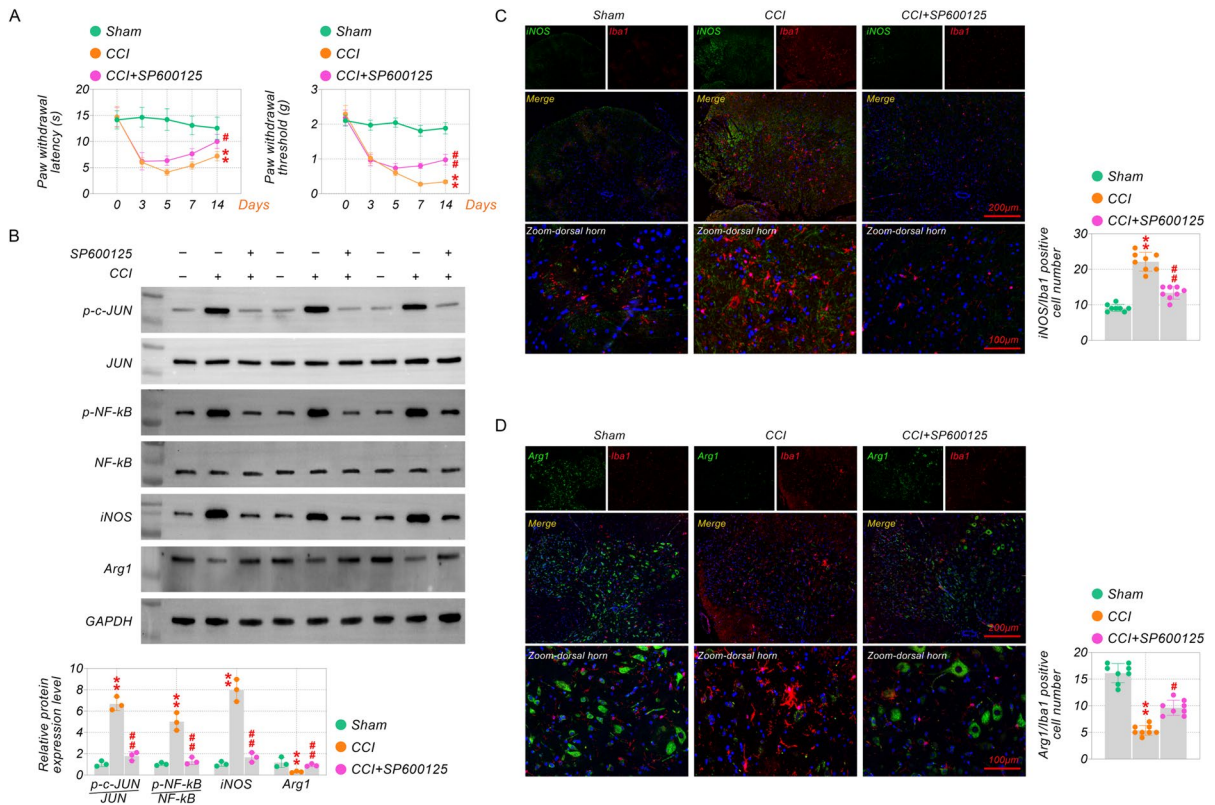 A
Sham
CCI
CCI+SP600125
Paw withdrawal
latency (s)
20
15
10
5
0
0 3 5 7 14 Days
#
**
Sham
CCI
CCI+SP600125
Paw withdrawal
threshold (g)
3
2
1
0
0 3 5 7 14 Days
##
**
B
SP600125 – – + – – + – – +
CCI – + + – + + – + +
p-c-JUN
JUN
p-NF-kB
NF-kB
iNOS
Arg1
GAPDH
Relative protein
expression level
10
8
6
4
2
0
** ## ** ## ** ## ** ##
p-c-JUN p-NF-kB iNOS Arg1
JUN NF-kB
Sham
CCI
CCI+SP600125
C
Sham CCI CCI+SP600125
iNOS Iba1 iNOS Iba1 iNOS Iba1
Merge Merge Merge
200μm
Zoom-dorsal horn Zoom-dorsal horn Zoom-dorsal horn
100μm
Sham
CCI
CCI+SP600125
iNOS/Iba1 positive
cell number
30
20
10
0
**
##
D
Sham CCI CCI+SP600125
Arg1 Iba1 Arg1 Iba1 Arg1 Iba1
Merge Merge Merge
200μm
Zoom-dorsal horn Zoom-dorsal horn Zoom-dorsal horn
100μm
Sham
CCI
CCI+SP600125
Arg1/Iba1 positive
cell number
20
15
10
5
0
**
#